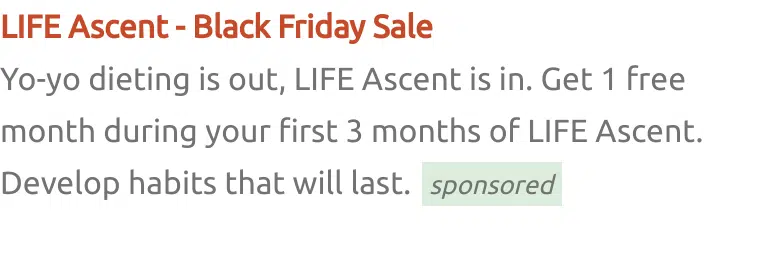 LIFE Ascent - Black Friday Sale
Yo-yo dieting is out, LIFE Ascent is in. Get 1 free
month during your first 3 months of LIFE Ascent.
Develop habits that will last. sponsored